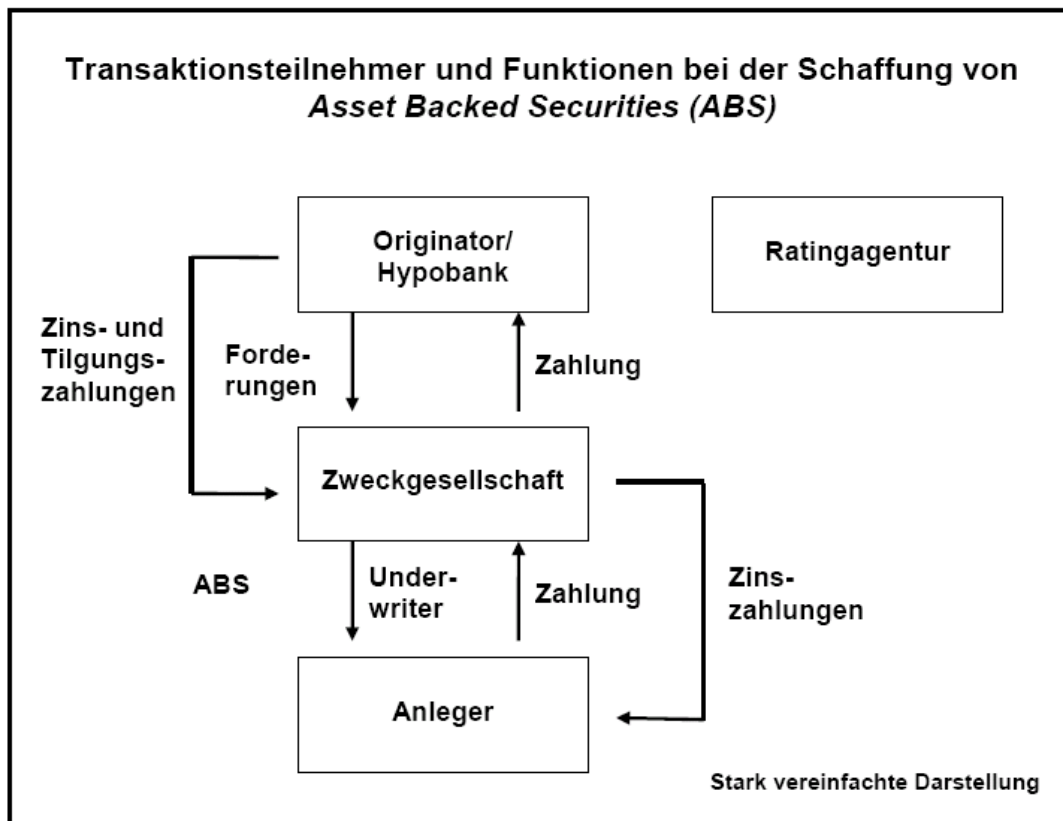 Transaktionsteilnehmer und Funktionen bei der Schaffung von
Asset Backed Securities (ABS)
Originator/
Hypobank
Ratingagentur
Zins- und
Tilgungs-
zahlungen
Forde-
rungen
Zahlung
Zweckgesellschaft
ABS
Under-
writer
Zahlung
Zins-
zahlungen
Anleger
Stark vereinfachte Darstellung